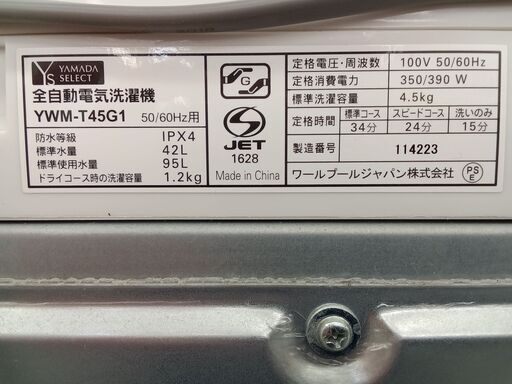 YS YAMADA SELECT
全自動電気洗濯機
YWM-T45G1 50/60Hz用
防水等級 IPX4
標準水量 42L
標準使用水量 95L
ドライコース時の洗濯容量 1.2kg
G
S
JET
1628
Made in China
定格電圧・周波数 100V 50/60Hz
定格消費電力 350/390 W
標準洗濯容量 4.5kg
定格時間 標準コース 34分 スピードコース 24分 洗いのみ 15分
製造番号 114223
ワールプールジャパン株式会社 PSE